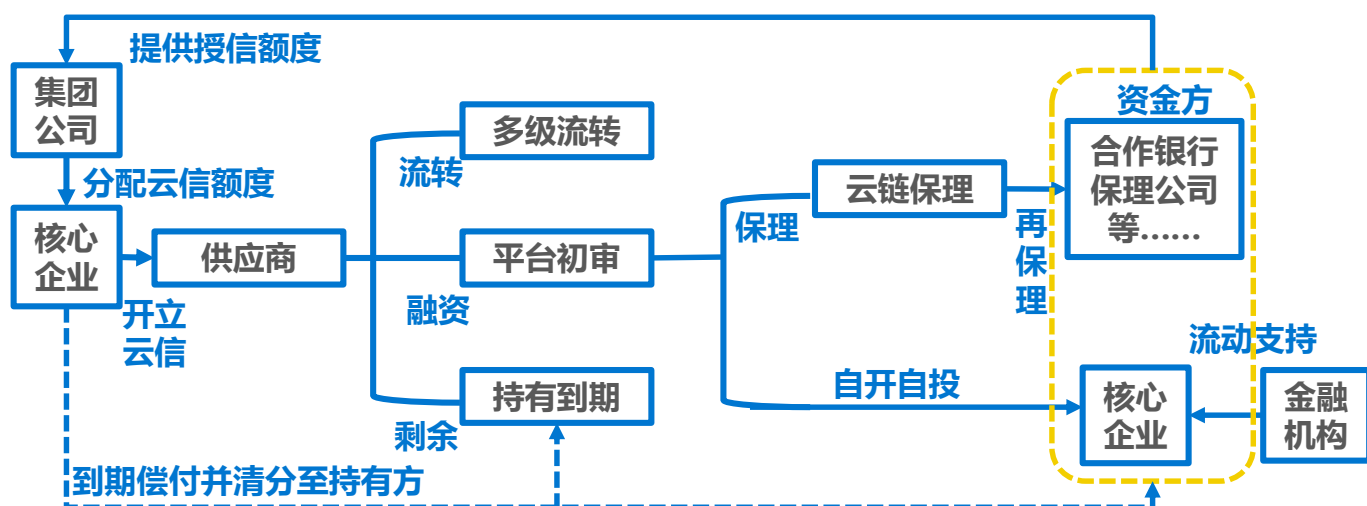 提供授信额度
集团
公司
分配云信额度
核心
企业
开立
云信
供应商
流转
多级流转
融资
平台初审
剩余
持有到期
保理
云链保理
再
保
理
资金方
合作银行
保理公司
等……
自开自投
核心
企业
流动支持
金融
机构
到期偿付并清分至持有方